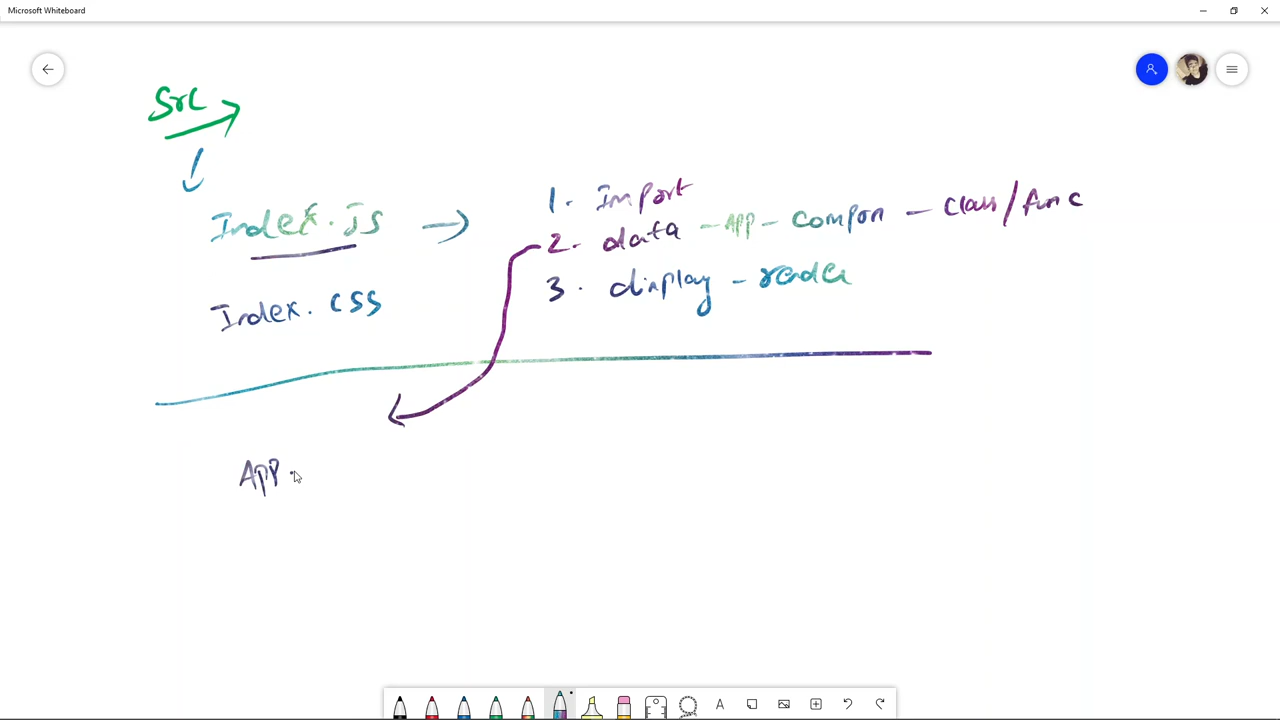 Microsoft Whiteboard
Src
Index.js →
1. Import
2. data - APP - compon - class/func
3. display - render
Index.css
APP.
A